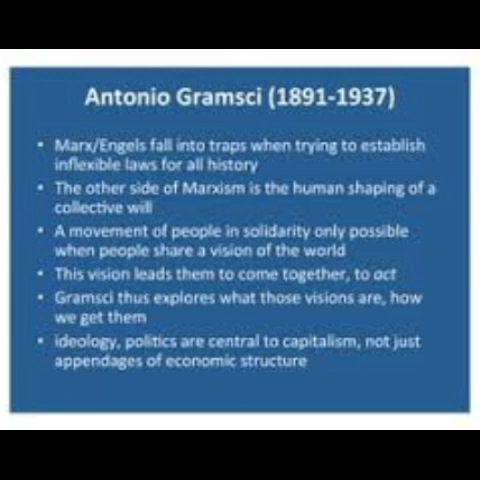 Antonio Gramsci (1891-1937)
• Marx/Engels fall into traps when trying to establish
inflexible laws for all history
• The other side of Marxism is the human shaping of a
collective will
• A movement of people in solidarity only possible
when people share a vision of the world
• This vision leads them to come together, to act
• Gramsci thus explores what those visions are, how
we get them
• ideology, politics are central to capitalism, not just
appendages of economic structure